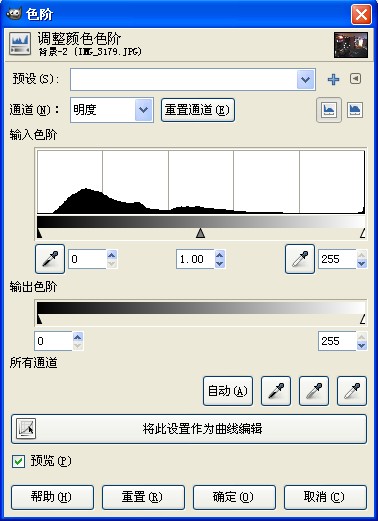 色阶
调整颜色色阶
背景-2 (IMG_3179.JPG)
预设(S):
通道(N): 明度 重置通道(E)
输入色阶
0 1.00 255
输出色阶
0 255
所有通道
自动(A)
将此设置作为曲线编辑
预览(P)
帮助(H) 重置(R) 确定(O) 取消(C)